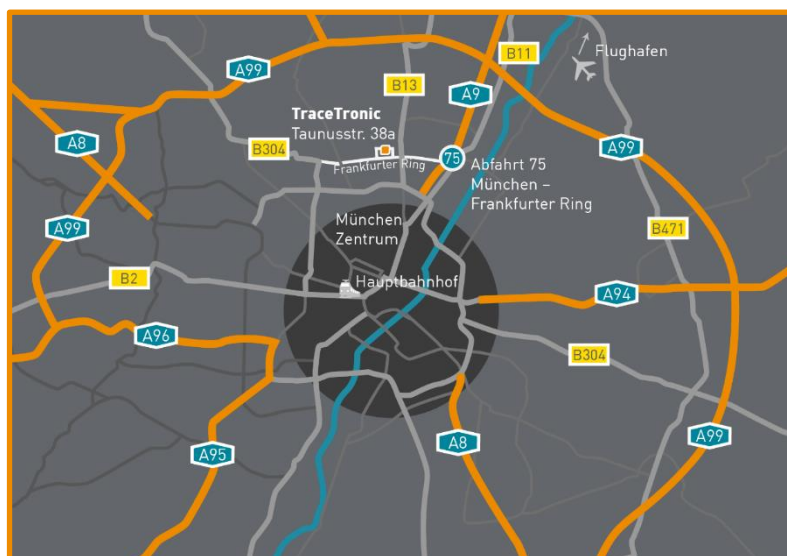 A99
B13
B11
Flughafen
A9
A8
TraceTronic
Taunusstr. 38a
B304
Frankfurter Ring
75
Abfahrt 75
München –
Frankfurter Ring
A99
A99
München
Zentrum
B471
B2
Hauptbahnhof
A94
A96
B304
A95
A8
A99